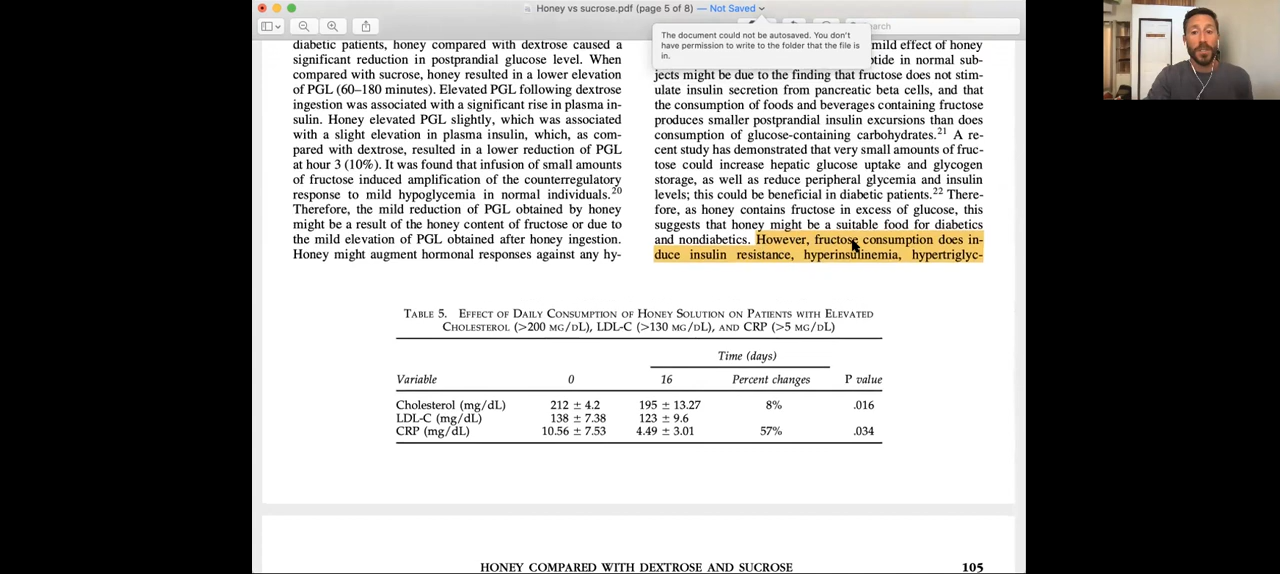 Honey vs sucrose.pdf (page 5 of 8) — Not Saved
The document could not be autosaved. You don't
have permission to write to the folder that the file is
in.
diabetic patients, honey compared with dextrose caused a
significant reduction in postprandial glucose level. When
compared with sucrose, honey resulted in a lower elevation
of PGL (60–180 minutes). Elevated PGL following dextrose
ingestion was associated with a significant rise in plasma in-
sulin. Honey elevated PGL slightly, which was associated
with a slight elevation in plasma insulin, which, as com-
pared with dextrose, resulted in a lower reduction of PGL
at hour 3 (10%). It was found that infusion of small amounts
of fructose induced amplification of the counterregulatory
response to mild hypoglycemia in normal individuals.20
Therefore, the mild reduction of PGL obtained by honey
might be a result of the honey content of fructose or due to
the mild elevation of PGL obtained after honey ingestion.
Honey might augment hormonal responses against any hy-
mild effect of honey
in normal sub-
jects might be due to the finding that fructose does not stim-
ulate insulin secretion from pancreatic beta cells, and that
the consumption of foods and beverages containing fructose
produces smaller postprandial insulin excursions than does
consumption of glucose-containing carbohydrates.21 A re-
cent study has demonstrated that very small amounts of fruc-
tose could increase hepatic glucose uptake and glycogen
storage, as well as reduce peripheral glycemia and insulin
levels; this could be beneficial in diabetic patients.22 There-
fore, as honey contains fructose in excess of glucose, this
suggests that honey might be a suitable food for diabetics
and nondiabetics. However, fructose consumption does in-
duce insulin resistance, hyperinsulinemia, hypertriglyc-
TABLE 5. EFFECT OF DAILY CONSUMPTION OF HONEY SOLUTION ON PATIENTS WITH ELEVATED
CHOLESTEROL (>200 MG/DL), LDL-C (>130 MG/DL), AND CRP (>5 MG/DL)
Time (days)
Variable 0 16 Percent changes P value
Cholesterol (mg/dL) 212 ± 4.2 195 ± 13.27 8% .016
LDL-C (mg/dL) 138 ± 7.38 123 ± 9.6
CRP (mg/dL) 10.56 ± 7.53 4.49 ± 3.01 57% .034
HONEY COMPARED WITH DEXTROSE AND SUCROSE 105